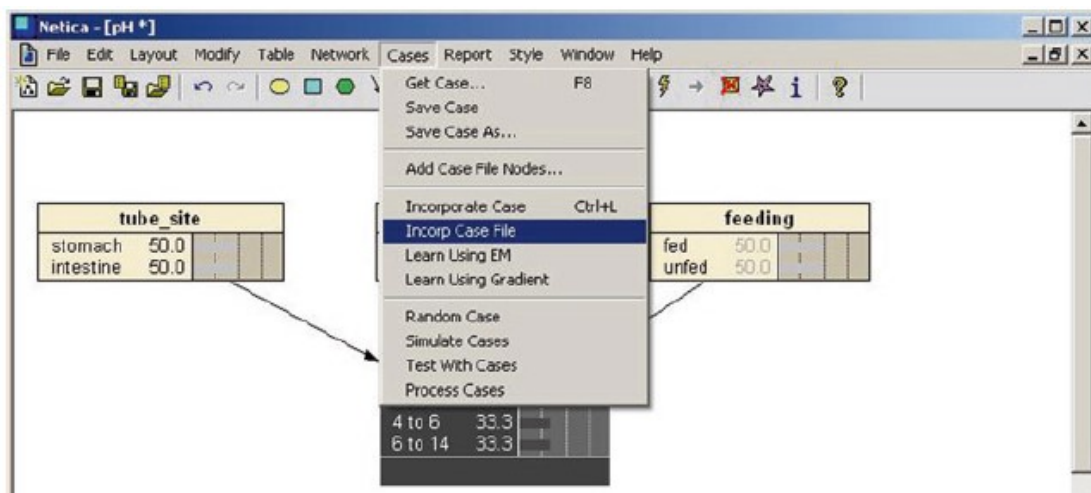 Netica - [pH *]
File Edit Layout Modify Table Network Cases Report Style Window Help
Get Case... F8
Save Case
Save Case As...
Add Case File Nodes...
Incorporate Case Ctrl+L
Incorp Case File
Learn Using EM
Learn Using Gradient
Random Case
Simulate Cases
Test With Cases
Process Cases
tube_site
stomach 50.0
intestine 50.0
feeding
fed 50.0
unfed 50.0
4 to 6 33.3
6 to 14 33.3